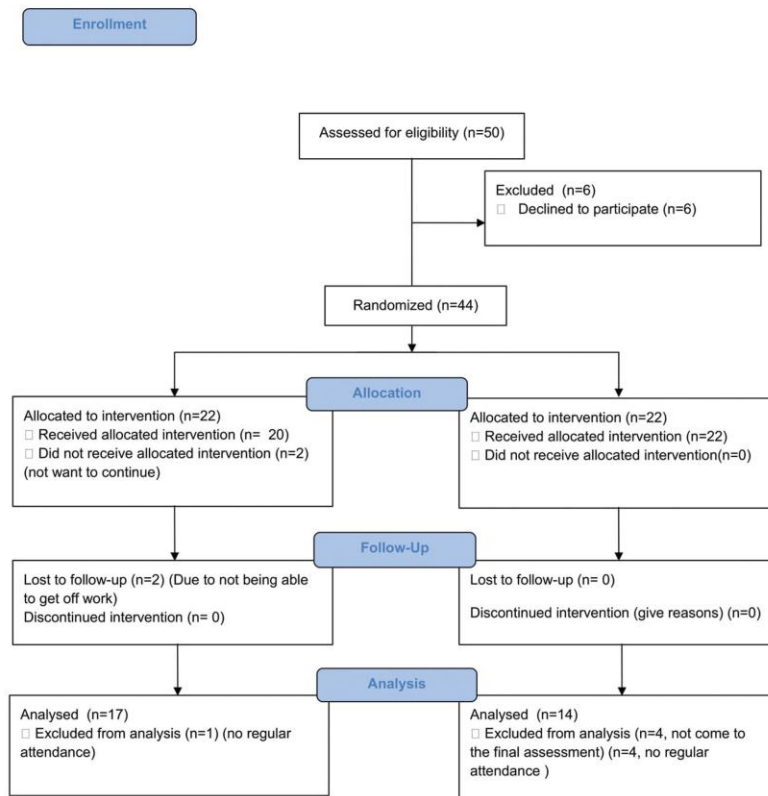 Enrollment
Assessed for eligibility (n=50)
Excluded (n=6)
Declined to participate (n=6)
Randomized (n=44)
Allocation
Allocated to intervention (n=22)
Received allocated intervention (n= 20)
Did not receive allocated intervention (n=2)
(not want to continue)
Allocated to intervention (n=22)
Received allocated intervention (n=22)
Did not receive allocated intervention(n=0)
Follow-Up
Lost to follow-up (n=2) (Due to not being able
to get off work)
Discontinued intervention (n= 0)
Lost to follow-up (n= 0)
Discontinued intervention (give reasons) (n=0)
Analysis
Analysed (n=17)
Excluded from analysis (n=1) (no regular
attendance)
Analysed (n=14)
Excluded from analysis (n=4, not come to
the final assessment) (n=4, no regular
attendance )